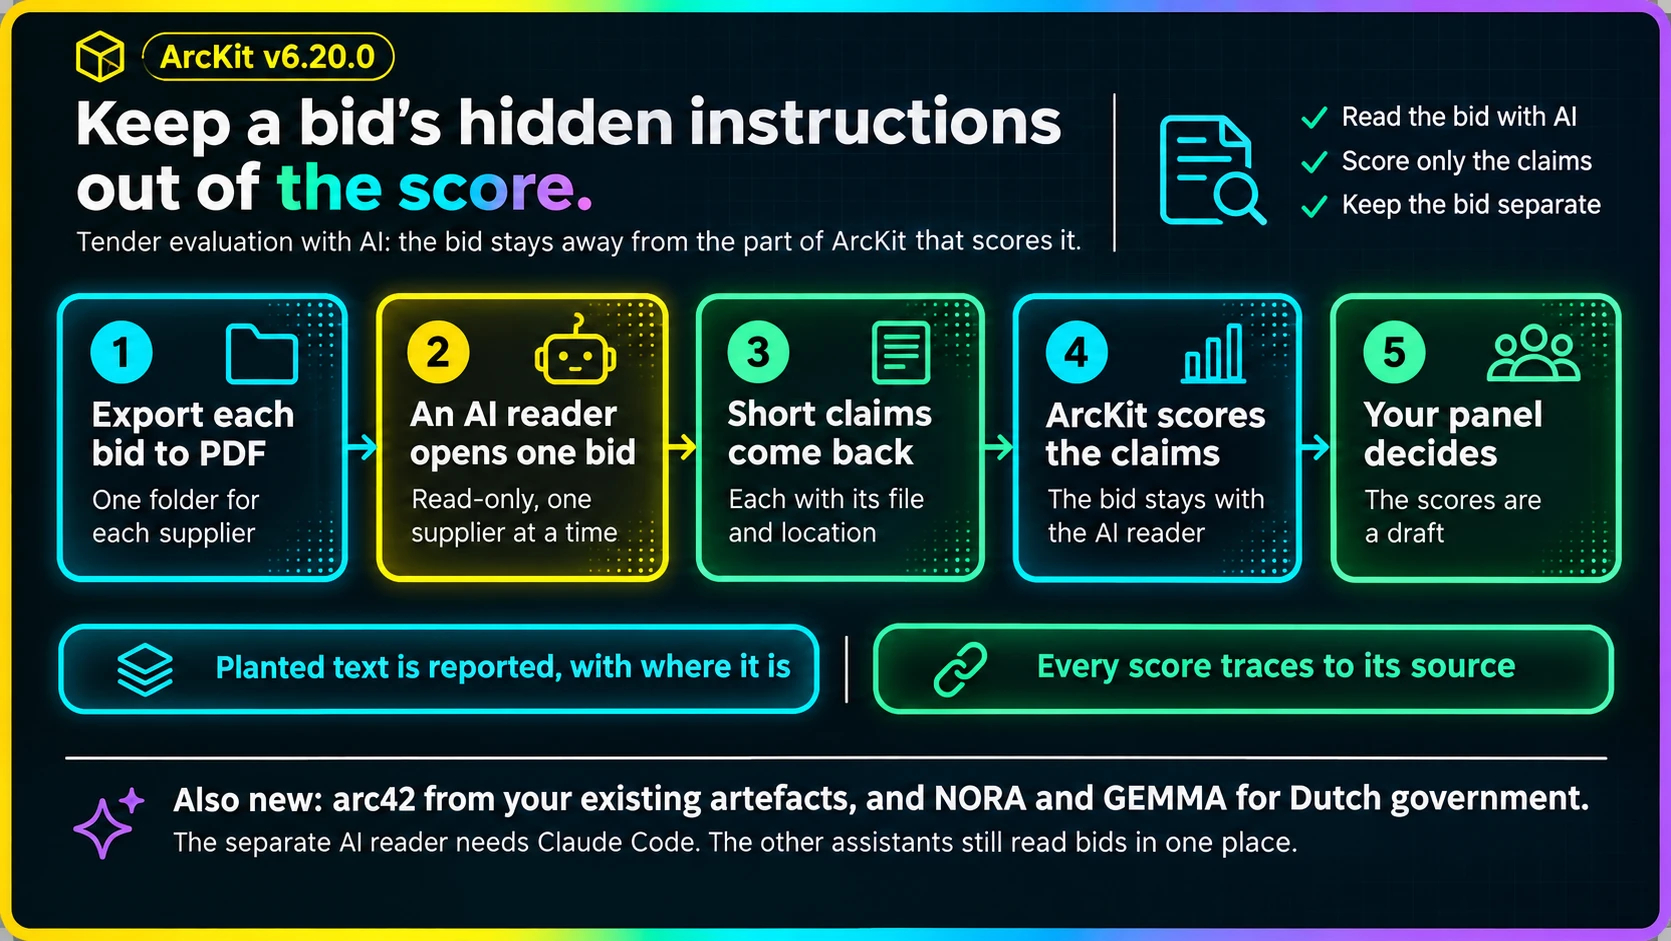 ArcKit v6.20.0
Keep a bid's hidden instructions
out of the score.
Tender evaluation with AI: the bid stays away from the part of ArcKit that scores it.
Read the bid with AI
Score only the claims
Keep the bid separate
1
Export each
bid to PDF
One folder for
each supplier
2
An AI reader
opens one bid
Read-only, one
supplier at a time
3
Short claims
come back
Each with its file
and location
4
ArcKit scores
the claims
The bid stays with
the AI reader
5
Your panel
decides
The scores are
a draft
Planted text is reported, with where it is
Every score traces to its source
Also new: arc42 from your existing artefacts, and NORA and GEMMA for Dutch government.
The separate AI reader needs Claude Code. The other assistants still read bids in one place.